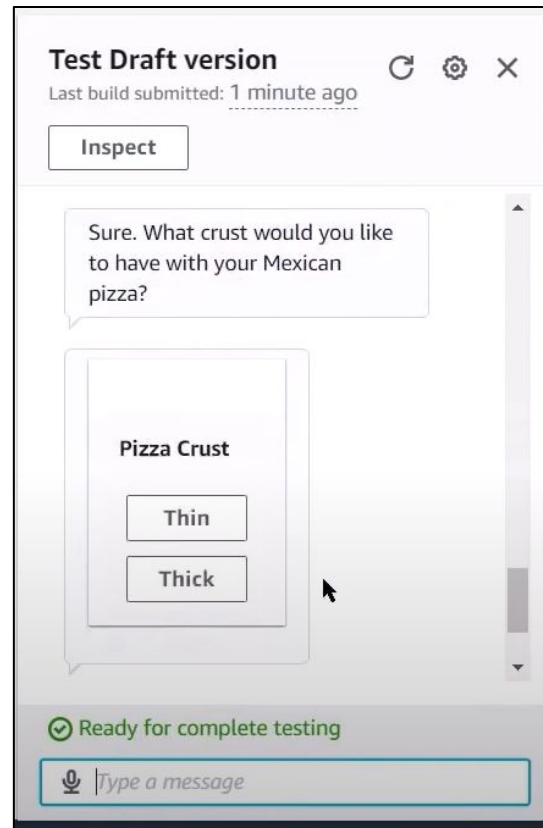 Test Draft version
Last build submitted: 1 minute ago
Inspect
Sure. What crust would you like
to have with your Mexican
pizza?
Pizza Crust
Thin
Thick
Ready for complete testing
Type a message